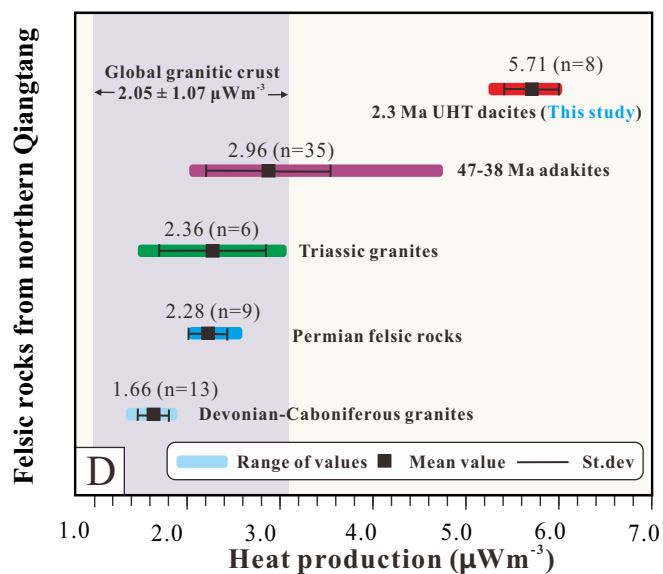 Felsic rocks from northern Qiangtang
Global granitic crust
2.05 ± 1.07 μWm⁻³
5.71 (n=8)
2.3 Ma UHT dacites (This study)
2.96 (n=35)
47-38 Ma adakites
2.36 (n=6)
Triassic granites
2.28 (n=9)
Permian felsic rocks
1.66 (n=13)
Devonian-Caboniferous granites
D
Range of values Mean value St.dev
1.0 2.0 3.0 4.0 5.0 6.0 7.0
Heat production (μWm⁻³)